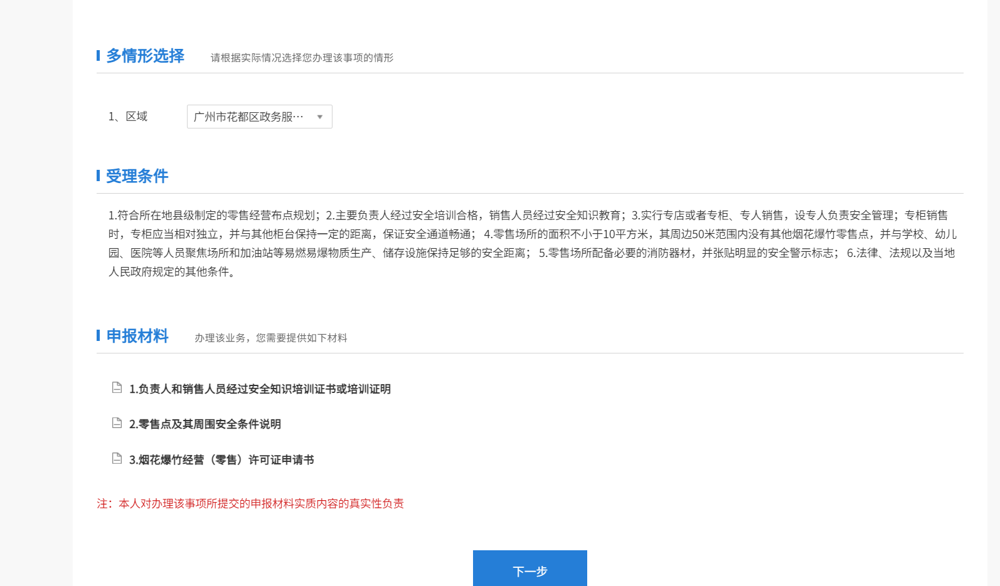 多情形选择 请根据实际情况选择您办理该事项的情形
1、区域 广州市花都区政务服…
受理条件
1.符合所在地县级制定的零售经营布点规划；2.主要负责人经过安全培训合格，销售人员经过安全知识教育；3.实行专店或者专柜、专人销售，设专人负责安全管理；专柜销售
时，专柜应当相对独立，并与其他柜台保持一定的距离，保证安全通道畅通； 4.零售场所的面积不小于10平方米，其周边50米范围内没有其他烟花爆竹零售点，并与学校、幼儿
园、医院等人员聚焦场所和加油站等易燃易爆物质生产、储存设施保持足够的安全距离； 5.零售场所配备必要的消防器材，并张贴明显的安全警示标志； 6.法律、法规以及当地
人民政府规定的其他条件。
申报材料 办理该业务，您需要提供如下材料
1.负责人和销售人员经过安全知识培训证书或培训证明
2.零售点及其周围安全条件说明
3.烟花爆竹经营（零售）许可证申请书
注：本人对办理该事项所提交的申报材料实质内容的真实性负责
下一步